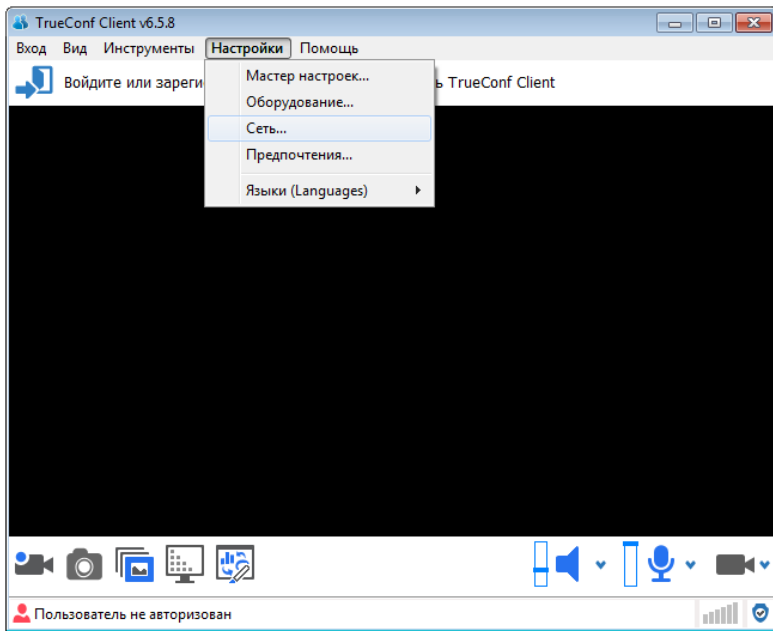 TrueConf Client v6.5.8
Вход Вид Инструменты Настройки Помощь
Войдите или зареги ь TrueConf Client
Мастер настроек...
Оборудование...
Сеть...
Предпочтения...
Языки (Languages)
Пользователь не авторизован